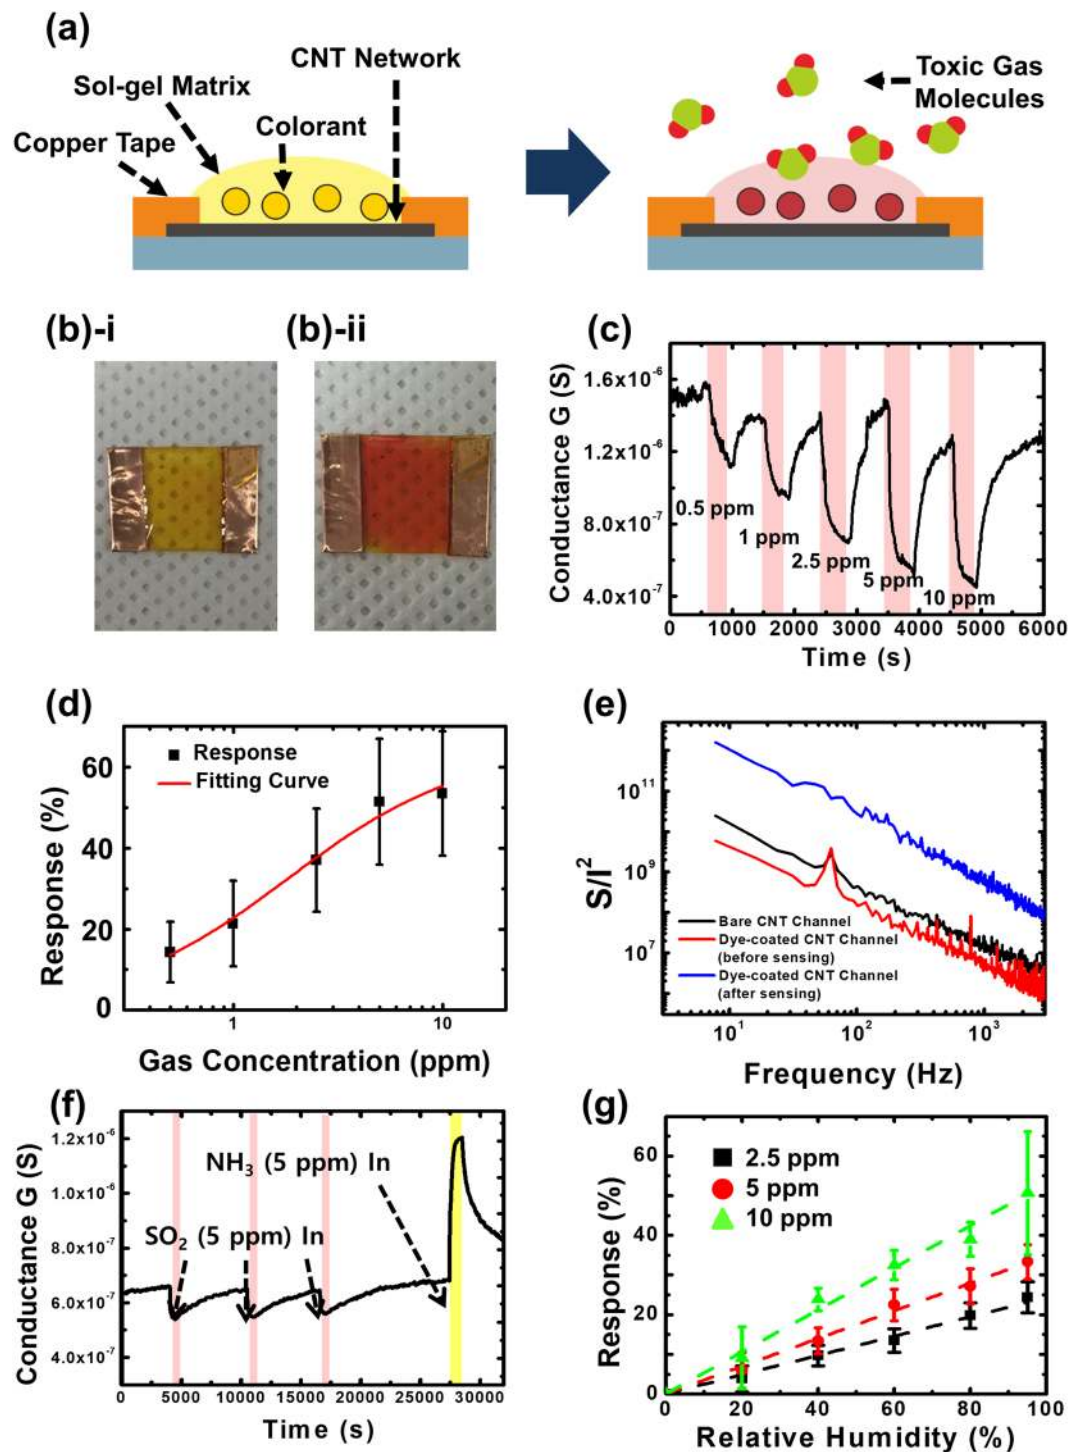 (a)
CNT Network
Sol-gel Matrix
Colorant
Copper Tape
Toxic Gas
Molecules
(b)-i
(b)-ii
(c)
Conductance G (S)
1.6x10⁻⁶
1.2x10⁻⁶
8.0x10⁻⁷
4.0x10⁻⁷
0.5 ppm
1 ppm
2.5 ppm
5 ppm
10 ppm
0 1000 2000 3000 4000 5000 6000
Time (s)
(d)
Response (%)
60
40
20
0
Response
Fitting Curve
1 10
Gas Concentration (ppm)
(e)
S/I²
10¹¹
10⁹
10⁷
Bare CNT Channel
Dye-coated CNT Channel
(before sensing)
Dye-coated CNT Channel
(after sensing)
10¹ 10² 10³
Frequency (Hz)
(f)
Conductance G (S)
1.2x10⁻⁶
1.0x10⁻⁶
8.0x10⁻⁷
6.0x10⁻⁷
4.0x10⁻⁷
NH₃ (5 ppm) In
SO₂ (5 ppm) In
0 5000 10000 15000 20000 25000 30000
Time (s)
(g)
Response (%)
60
40
20
0
2.5 ppm
5 ppm
10 ppm
0 20 40 60 80 100
Relative Humidity (%)